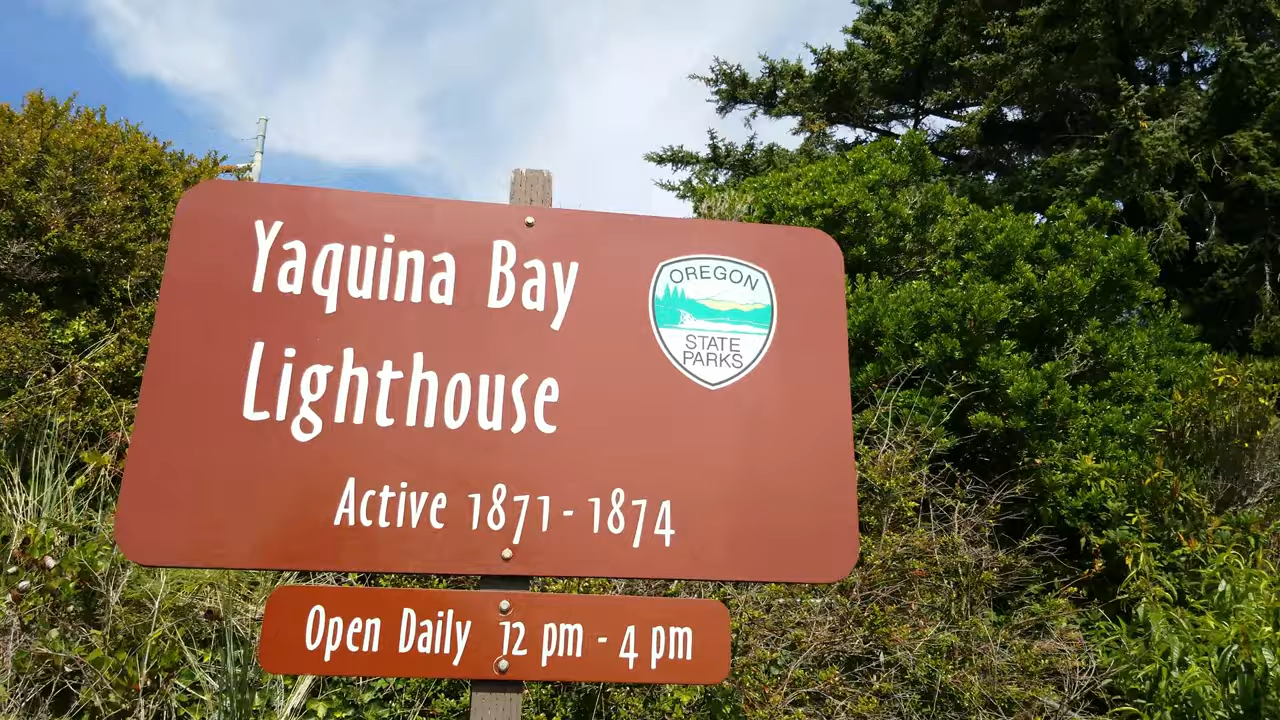 Yaquina Bay
Lighthouse
OREGON
STATE
PARKS
Active 1871 - 1874
Open Daily 12 pm - 4 pm